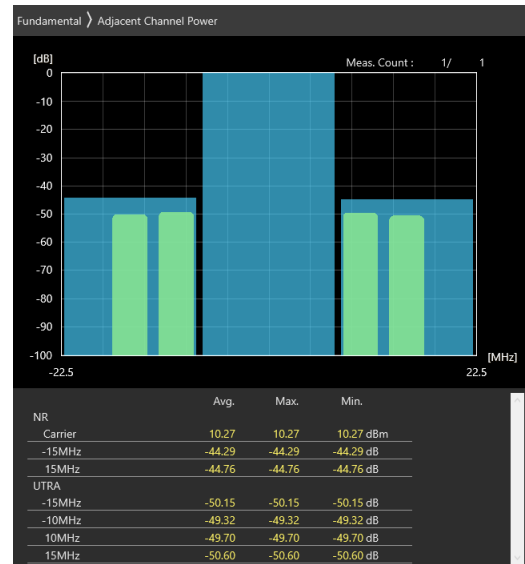 Fundamental 〉 Adjacent Channel Power
[dB]
Meas. Count : 1/ 1
0
-10
-20
-30
-40
-50
-60
-70
-80
-90
-100
[MHz]
-22.5 22.5
Avg. Max. Min.
NR
Carrier 10.27 10.27 10.27 dBm
-15MHz -44.29 -44.29 -44.29 dB
15MHz -44.76 -44.76 -44.76 dB
UTRA
-15MHz -50.15 -50.15 -50.15 dB
-10MHz -49.32 -49.32 -49.32 dB
10MHz -49.70 -49.70 -49.70 dB
15MHz -50.60 -50.60 -50.60 dB